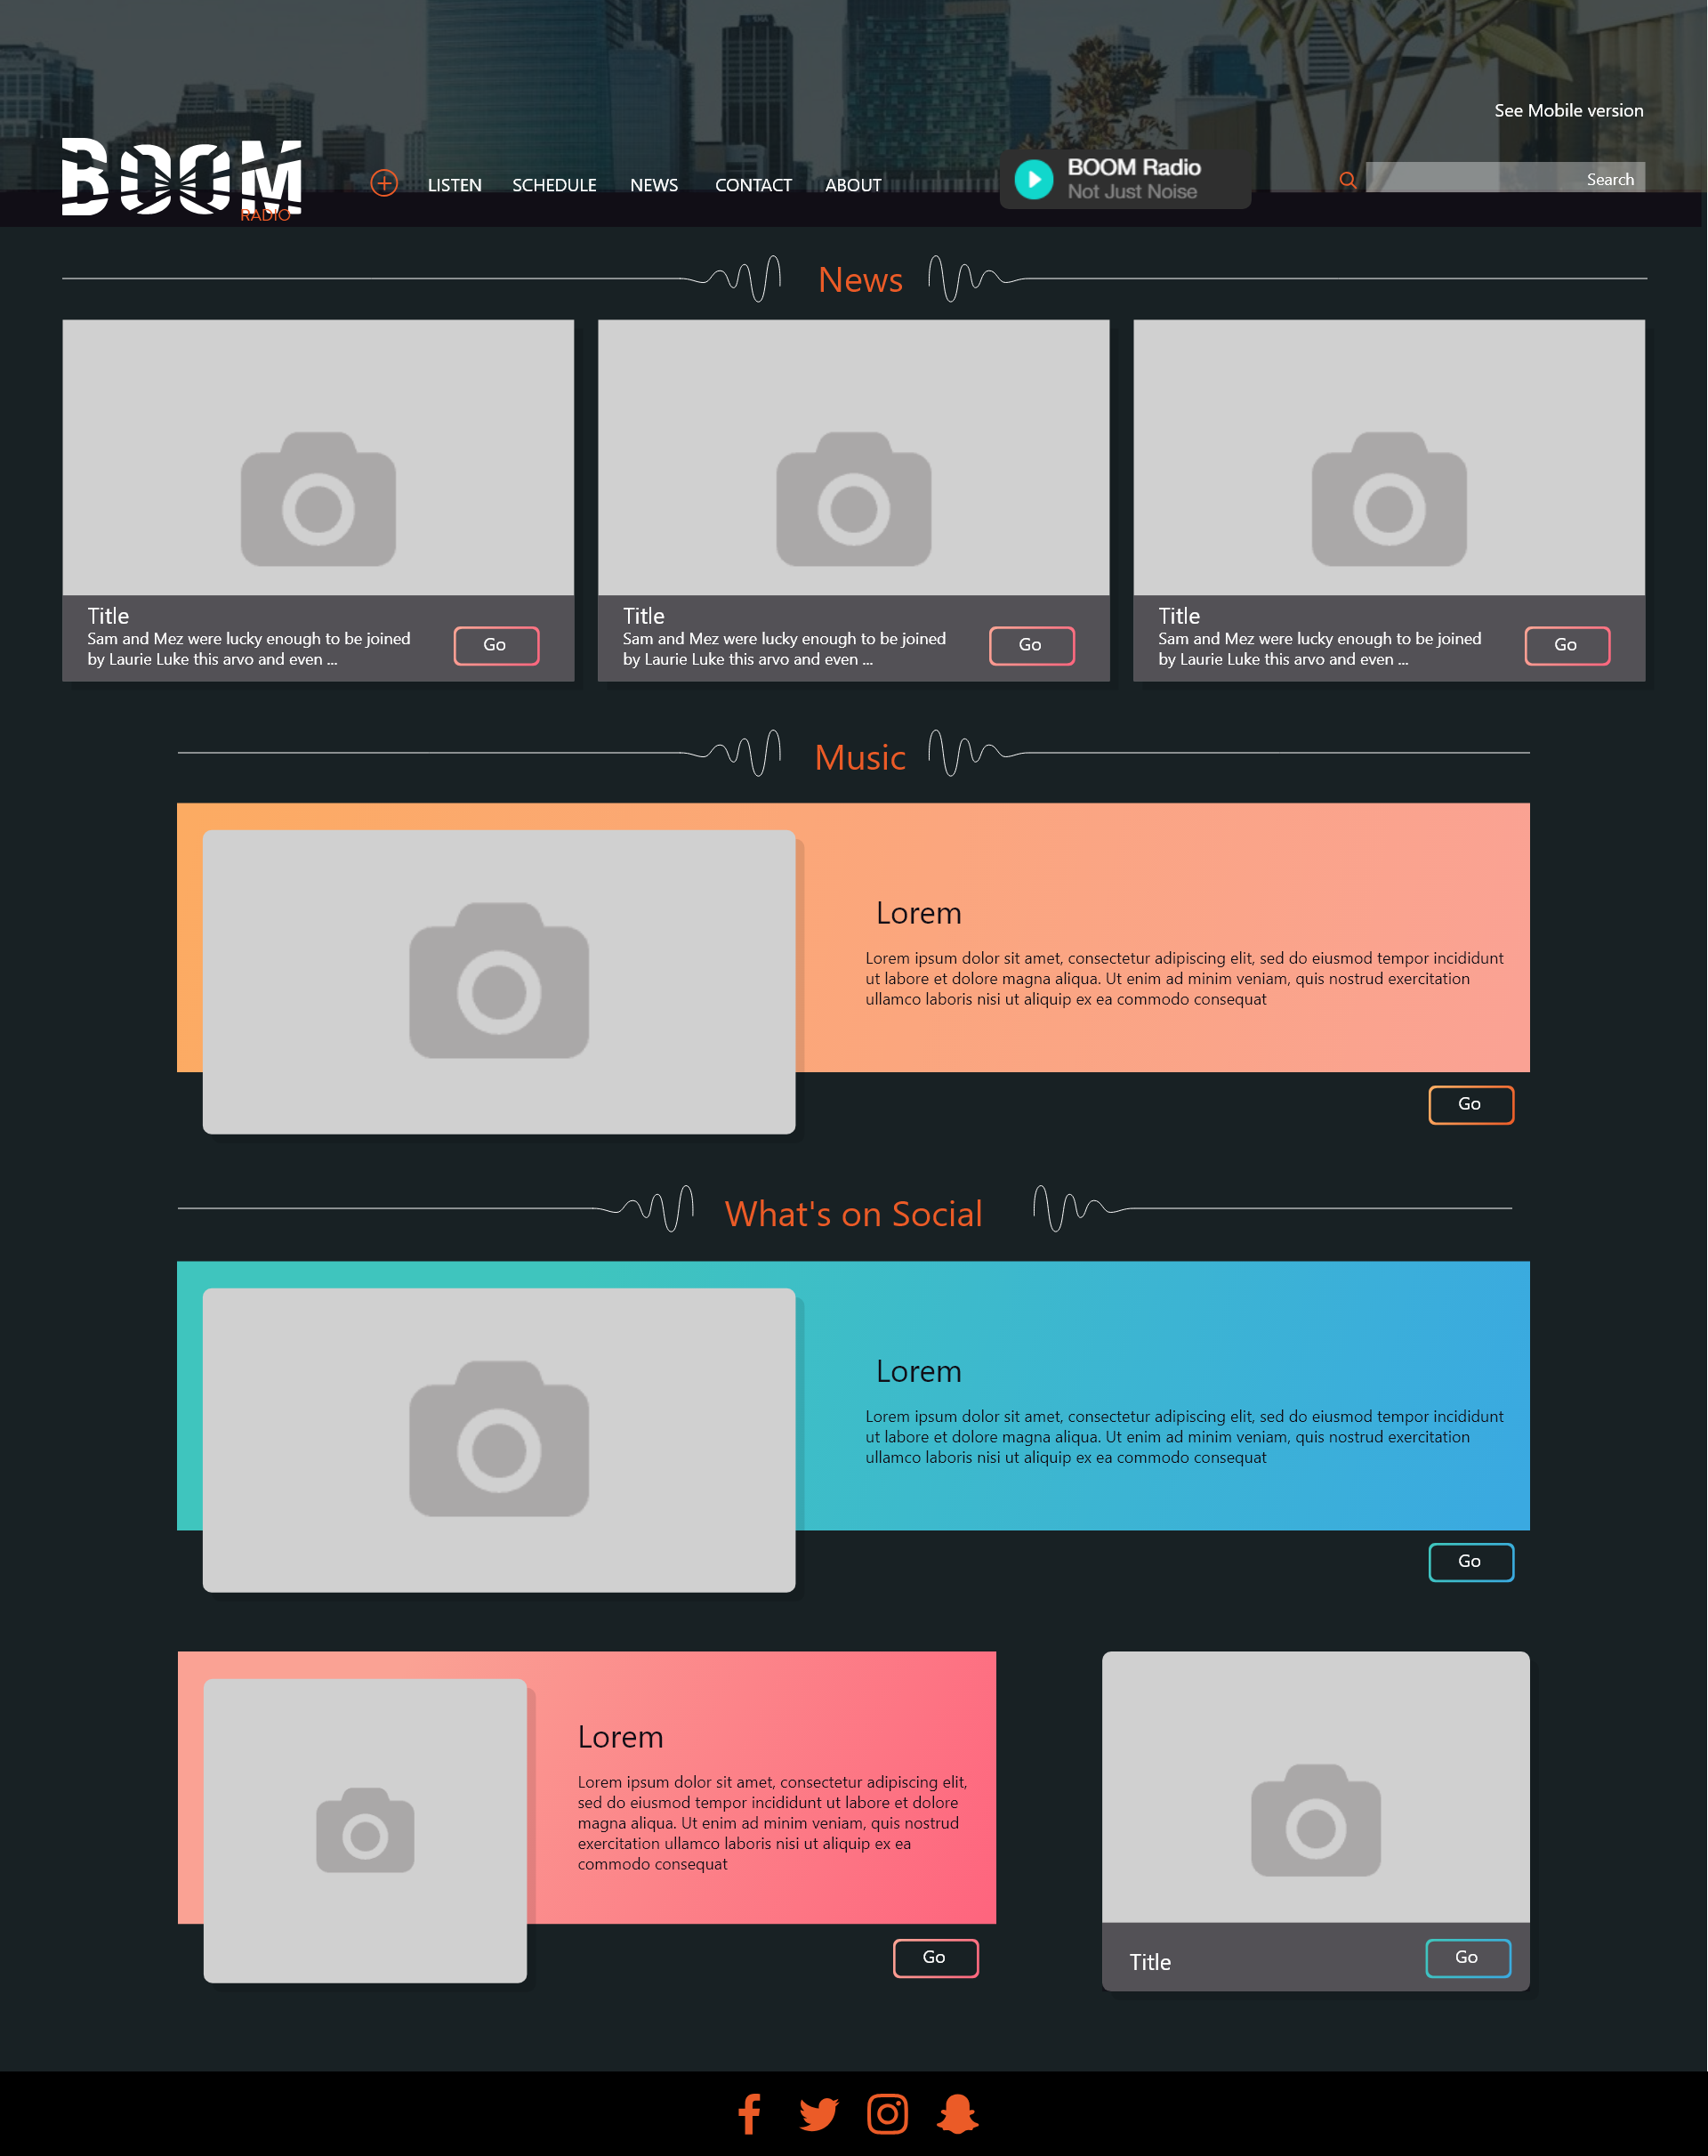 See Mobile version
BOOM
RADIO
LISTEN SCHEDULE NEWS CONTACT ABOUT
BOOM Radio
Not Just Noise
Search
News
Title
Sam and Mez were lucky enough to be joined
by Laurie Luke this arvo and even ...
Go
Title
Sam and Mez were lucky enough to be joined
by Laurie Luke this arvo and even ...
Go
Title
Sam and Mez were lucky enough to be joined
by Laurie Luke this arvo and even ...
Go
Music
Lorem
Lorem ipsum dolor sit amet, consectetur adipiscing elit, sed do eiusmod tempor incididunt
ut labore et dolore magna aliqua. Ut enim ad minim veniam, quis nostrud exercitation
ullamco laboris nisi ut aliquip ex ea commodo consequat
Go
What's on Social
Lorem
Lorem ipsum dolor sit amet, consectetur adipiscing elit, sed do eiusmod tempor incididunt
ut labore et dolore magna aliqua. Ut enim ad minim veniam, quis nostrud exercitation
ullamco laboris nisi ut aliquip ex ea commodo consequat
Go
Lorem
Lorem ipsum dolor sit amet, consectetur adipiscing elit,
sed do eiusmod tempor incididunt ut labore et dolore
magna aliqua. Ut enim ad minim veniam, quis nostrud
exercitation ullamco laboris nisi ut aliquip ex ea
commodo consequat
Go
Title
Go